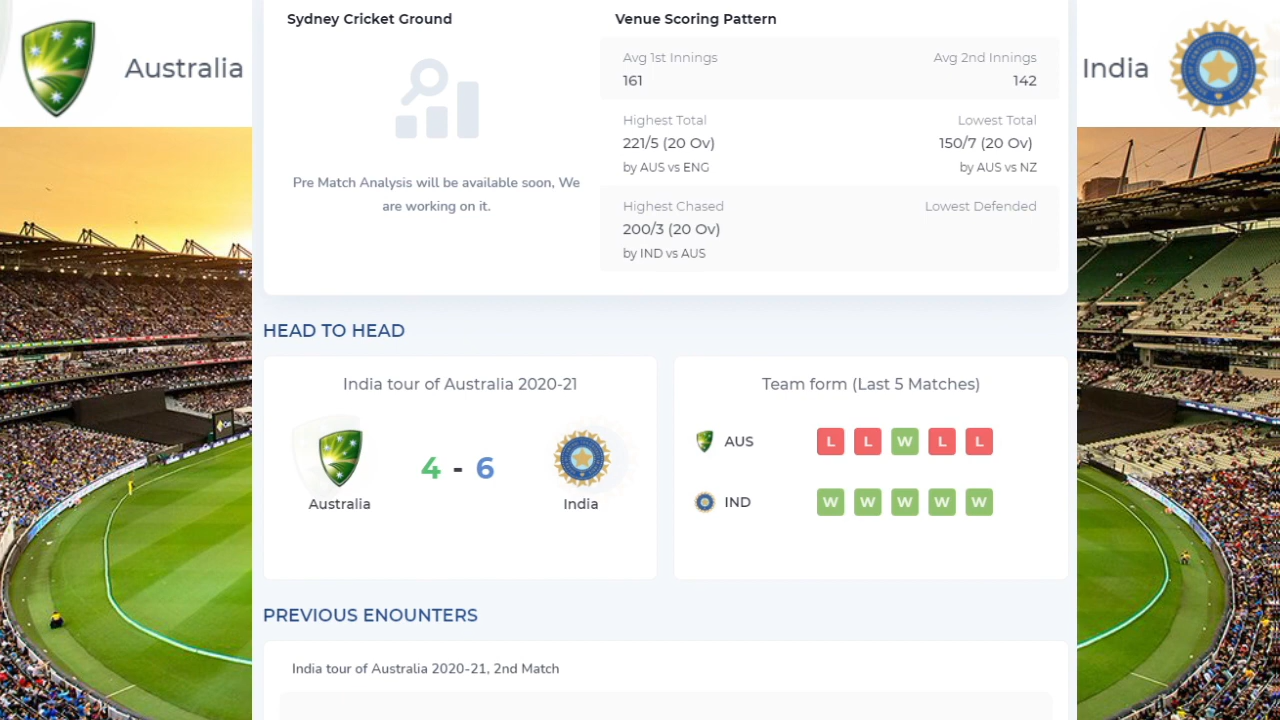 Australia
India
Sydney Cricket Ground
Pre Match Analysis will be available soon, We
are working on it.
Venue Scoring Pattern
Avg 1st Innings
Avg 2nd Innings
161
142
Highest Total
Lowest Total
221/5 (20 Ov)
150/7 (20 Ov)
by AUS vs ENG
by AUS vs NZ
Highest Chased
Lowest Defended
200/3 (20 Ov)
by IND vs AUS
HEAD TO HEAD
India tour of Australia 2020-21
4 - 6
Australia
India
Team form (Last 5 Matches)
AUS L L W L L
IND W W W W W
PREVIOUS ENOUNTERS
India tour of Australia 2020-21, 2nd Match